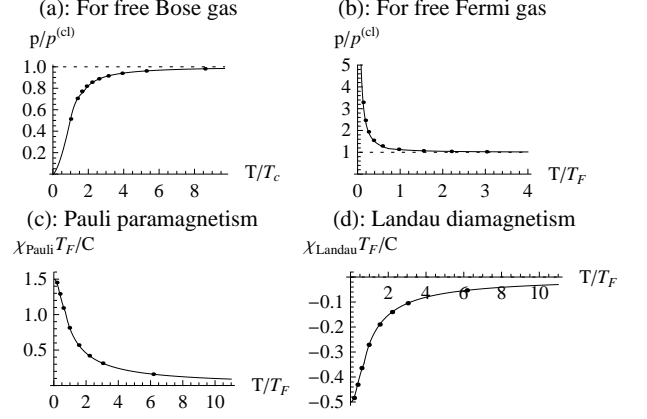 (a): For free Bose gas
p/p^(cl)
1.0
0.8
0.6
0.4
0.2
0 2 4 6 8
T/T_c
(b): For free Fermi gas
p/p^(cl)
5
4
3
2
1
0 1 2 3 4
T/T_F
(c): Pauli paramagnetism
χ_Pauli T_F/C
1.5
1.0
0.5
0 2 4 6 8 10
T/T_F
(d): Landau diamagnetism
χ_Landau T_F/C
T/T_F
2 4 6 8 10
−0.1
−0.2
−0.3
−0.4
−0.5